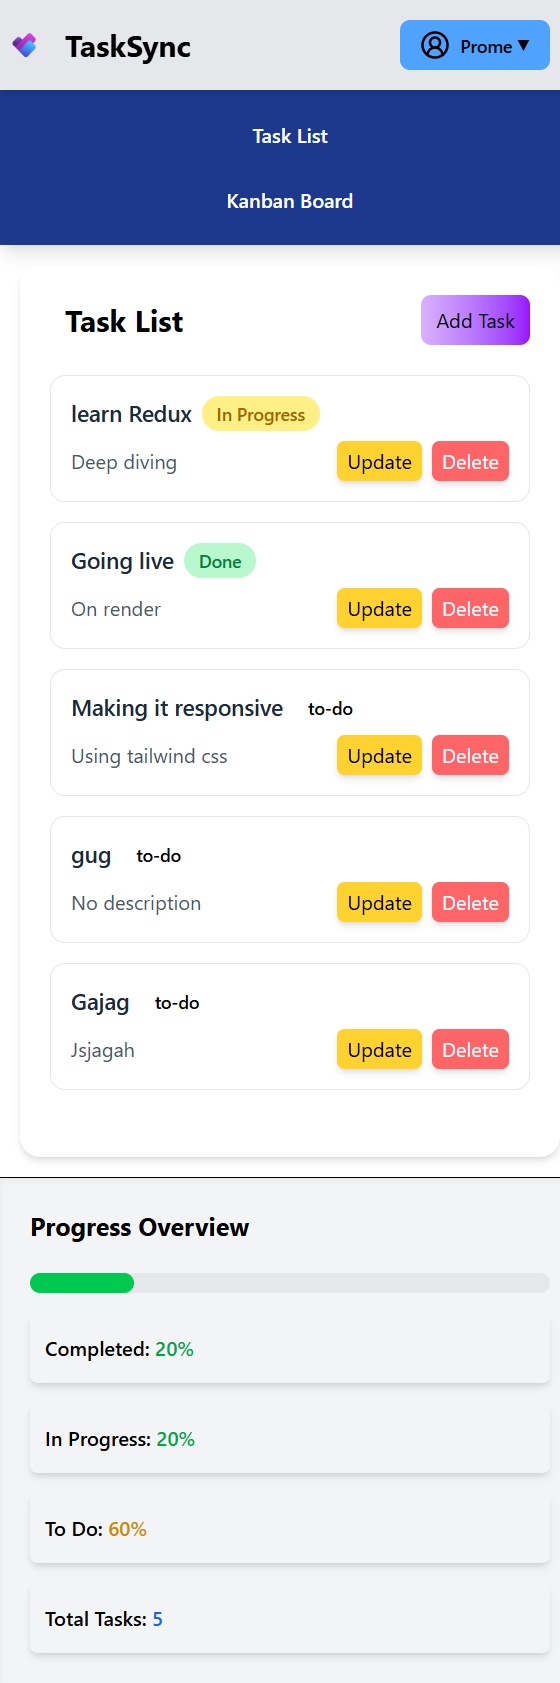 TaskSync
Prome ▼
Task List
Kanban Board
Task List
Add Task
learn Redux In Progress
Deep diving
Update Delete
Going live Done
On render
Update Delete
Making it responsive to-do
Using tailwind css
Update Delete
gug to-do
No description
Update Delete
Gajag to-do
Jsjagah
Update Delete
Progress Overview
Completed: 20%
In Progress: 20%
To Do: 60%
Total Tasks: 5